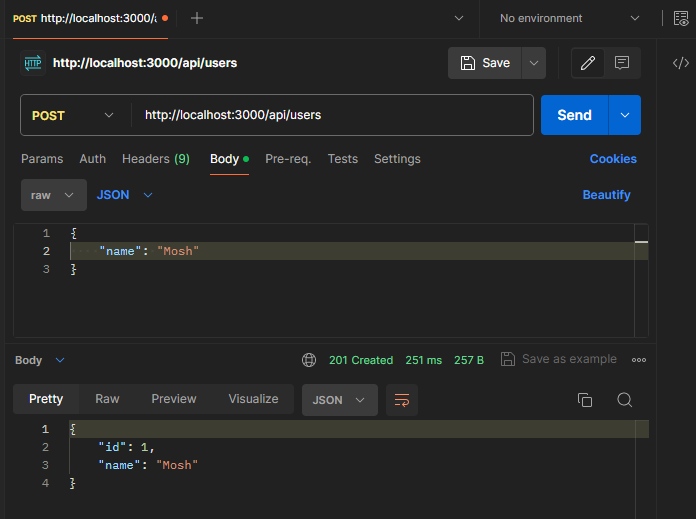 POST http://localhost:3000/a
No environment
HTTP http://localhost:3000/api/users
Save
POST http://localhost:3000/api/users Send
Params Auth Headers (9) Body Pre-req. Tests Settings Cookies
raw JSON Beautify
1 {
2 "name": "Mosh"
3 }
Body 201 Created 251 ms 257 B Save as example
Pretty Raw Preview Visualize JSON
1 {
2 "id": 1,
3 "name": "Mosh"
4 }